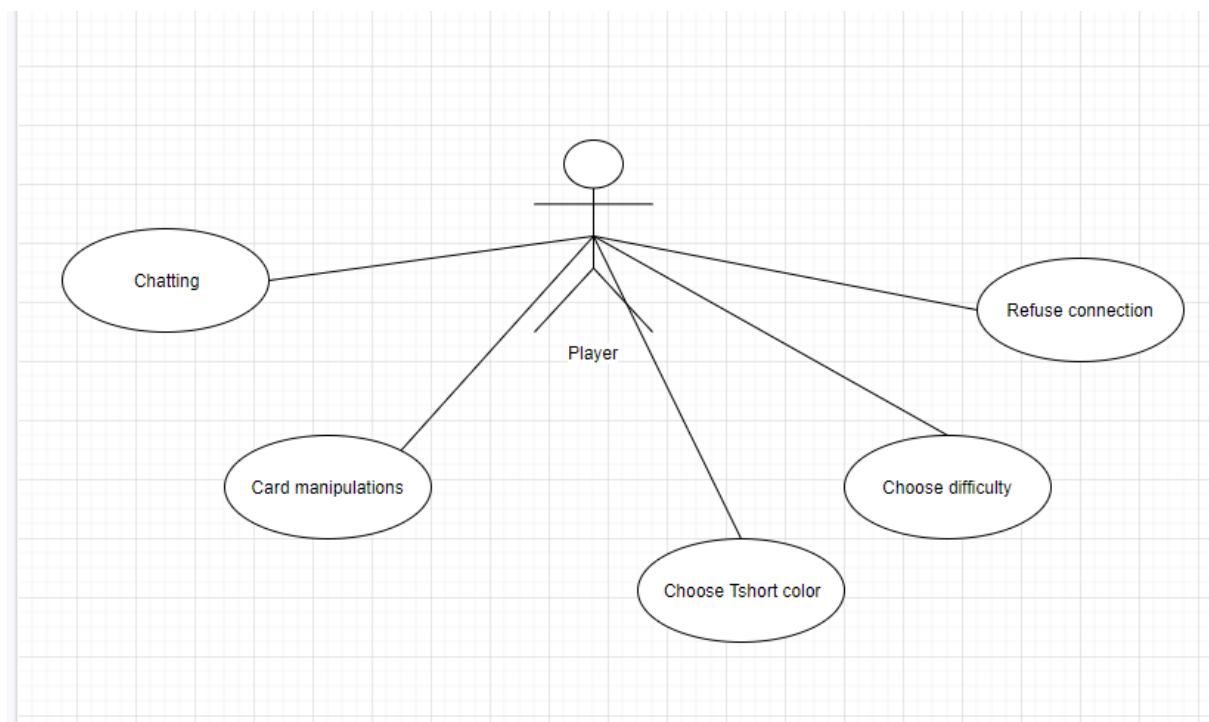 Chatting
Refuse connection
Player
Card manipulations
Choose difficulty
Choose Tshort color